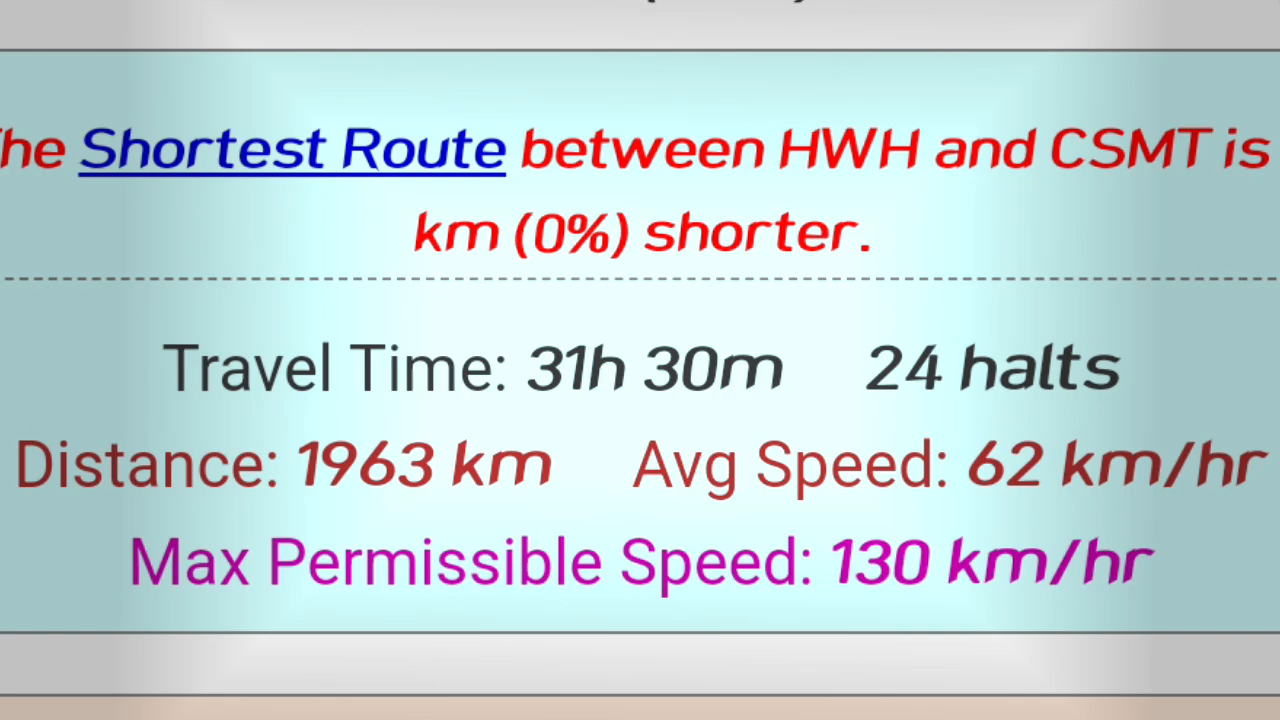 The Shortest Route between HWH and CSMT is
km (0%) shorter.
Travel Time: 31h 30m 24 halts
Distance: 1963 km Avg Speed: 62 km/hr
Max Permissible Speed: 130 km/hr